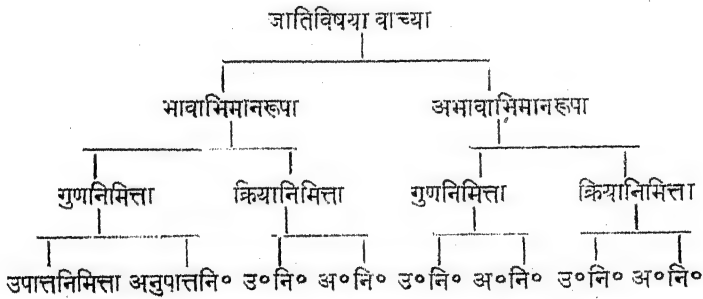 जातिविषया वाच्या
भावाभिमानरूपा अभावाभिमानरूपा
गुणनिमित्ता क्रियानिमित्ता गुणनिमित्ता क्रियानिमित्ता
उपात्तनिमित्ता अनुपात्तनि० उ०नि० अ०नि० उ०नि० अ०नि० उ०नि० अ०नि०